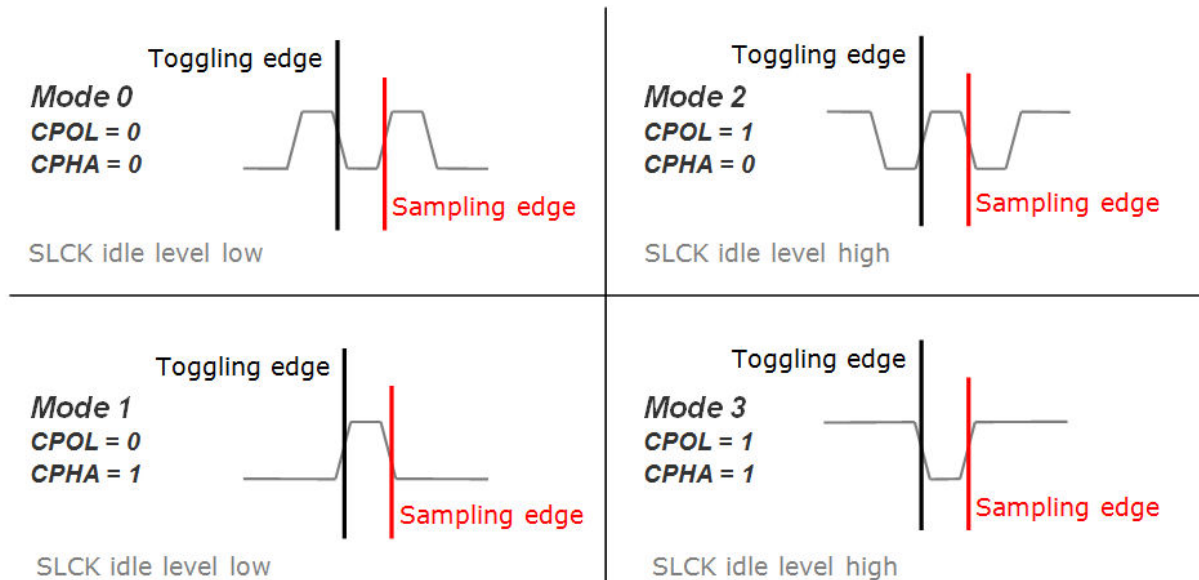 Toggling edge
Mode 0
CPOL = 0
CPHA = 0
Sampling edge
SLCK idle level low
Toggling edge
Mode 2
CPOL = 1
CPHA = 0
Sampling edge
SLCK idle level high
Toggling edge
Mode 1
CPOL = 0
CPHA = 1
Sampling edge
SLCK idle level low
Toggling edge
Mode 3
CPOL = 1
CPHA = 1
Sampling edge
SLCK idle level high